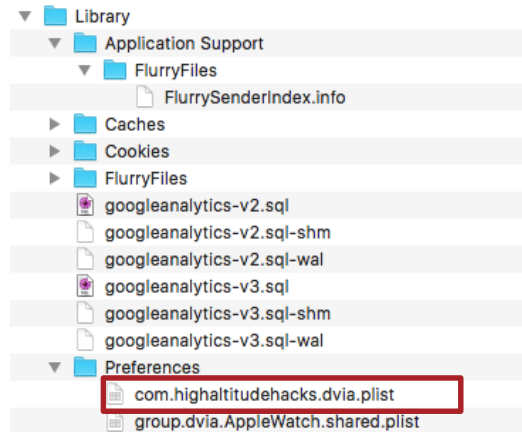 Library
Application Support
FlurryFiles
FlurrySenderIndex.info
Caches
Cookies
FlurryFiles
googleanalytics-v2.sql
googleanalytics-v2.sql-shm
googleanalytics-v2.sql-wal
googleanalytics-v3.sql
googleanalytics-v3.sql-shm
googleanalytics-v3.sql-wal
Preferences
com.highaltitudehacks.dvia.plist
group.dvia.AppleWatch.shared.plist